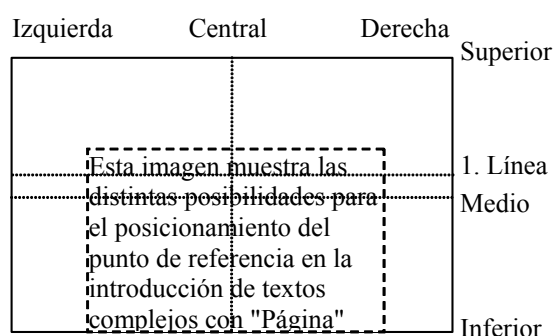 Izquierda Central Derecha
Superior
Esta imagen muestra las
1. Línea
distintas posibilidades para
Medio
el posicionamiento del
punto de referencia en la
introducción de textos
complejos con "Página"
Inferior